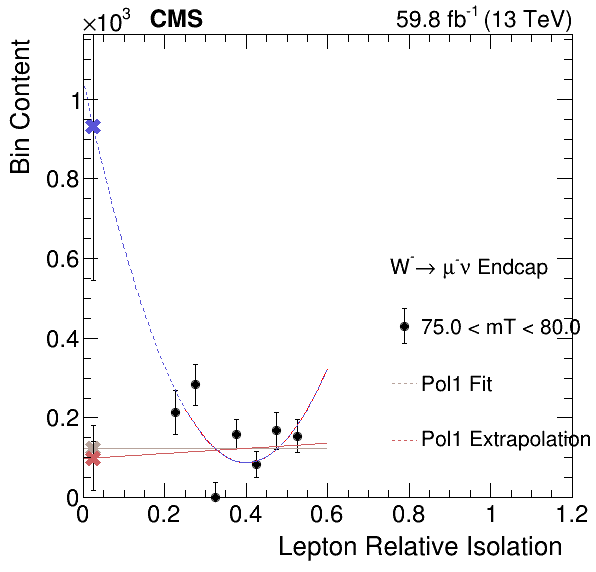 ×10³ CMS 59.8 fb⁻¹ (13 TeV)
Bin Content
1
0.8
0.6
0.4
0.2
0
W⁻→ μ⁻ν Endcap
75.0 < mT < 80.0
Pol1 Fit
Pol1 Extrapolation
0 0.2 0.4 0.6 0.8 1 1.2
Lepton Relative Isolation